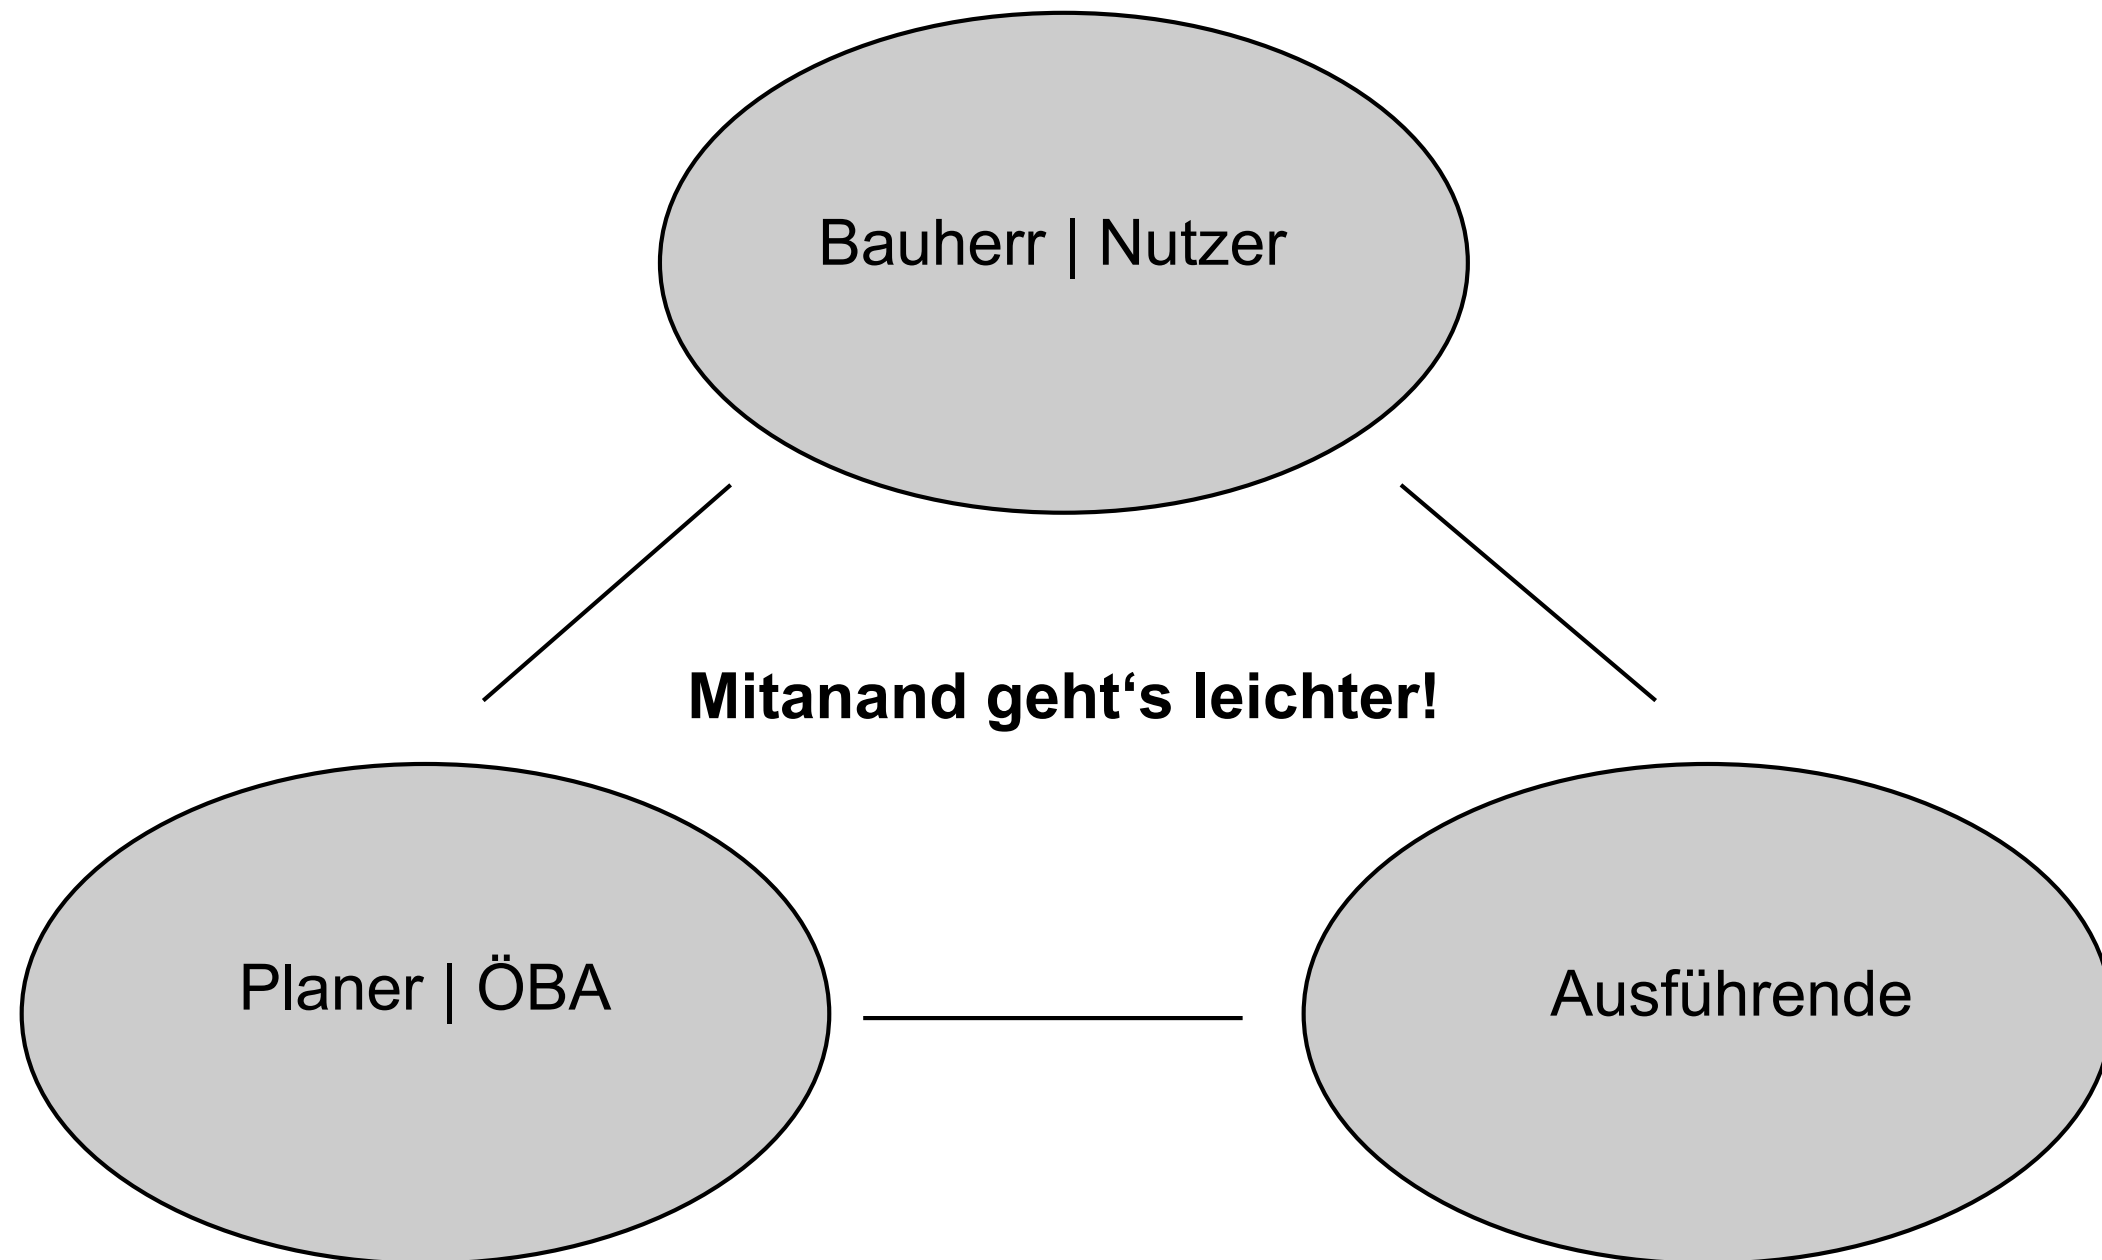 Bauherr | Nutzer
Mitanand geht‘s leichter!
Planer | ÖBA
Ausführende